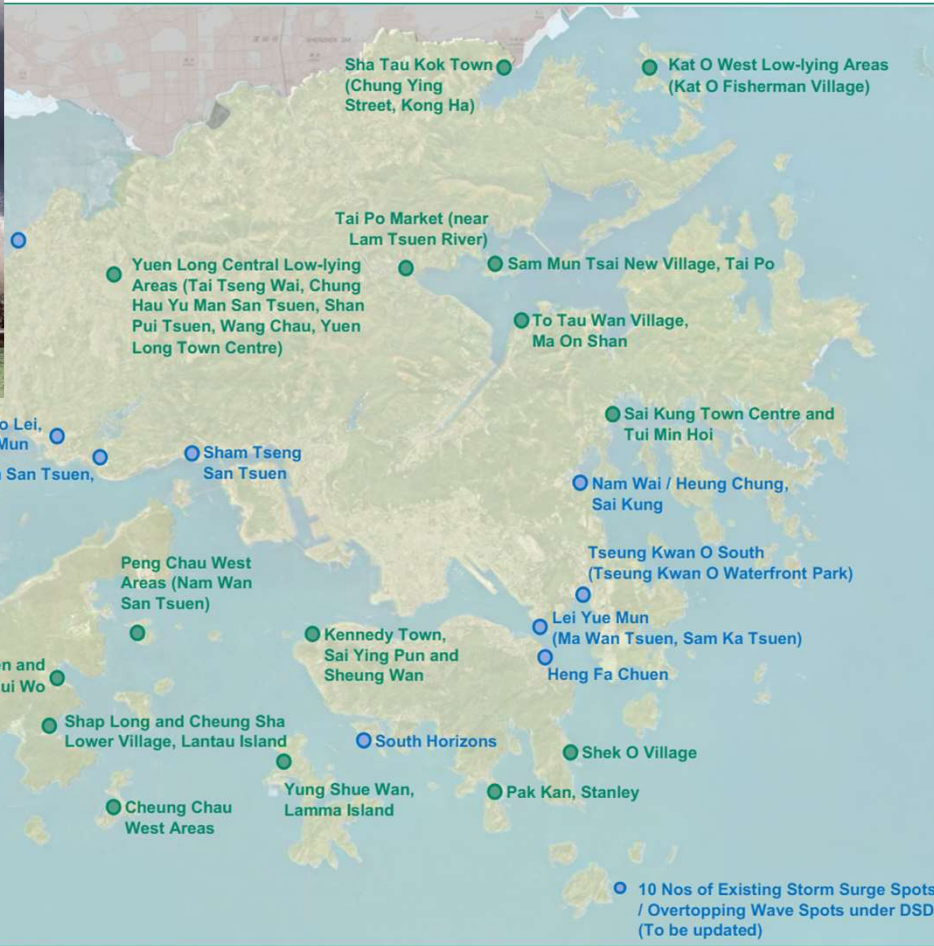 Sha Tau Kok Town
(Chung Ying
Street, Kong Ha)
Kat O West Low-lying Areas
(Kat O Fisherman Village)
Tai Po Market (near
Lam Tsuen River)
Yuen Long Central Low-lying
Areas (Tai Tseng Wai, Chung
Hau Yu Man San Tsuen, Shan
Pui Tsuen, Wang Chau, Yuen
Long Town Centre)
Sam Mun Tsai New Village, Tai Po
To Tau Wan Village,
Ma On Shan
Sai Kung Town Centre and
Tui Min Hoi
o Lei,
Mun
San Tsuen,
Sham Tseng
San Tsuen
Nam Wai / Heung Chung,
Sai Kung
Tseung Kwan O South
(Tseung Kwan O Waterfront Park)
Peng Chau West
Areas (Nam Wan
San Tsuen)
Lei Yue Mun
(Ma Wan Tsuen, Sam Ka Tsuen)
Kennedy Town,
Sai Ying Pun and
Sheung Wan
Heng Fa Chuen
en and
ui Wo
Shap Long and Cheung Sha
Lower Village, Lantau Island
South Horizons
Shek O Village
Yung Shue Wan,
Lamma Island
Pak Kan, Stanley
Cheung Chau
West Areas
10 Nos of Existing Storm Surge Spots
/ Overtopping Wave Spots under DSD
(To be updated)